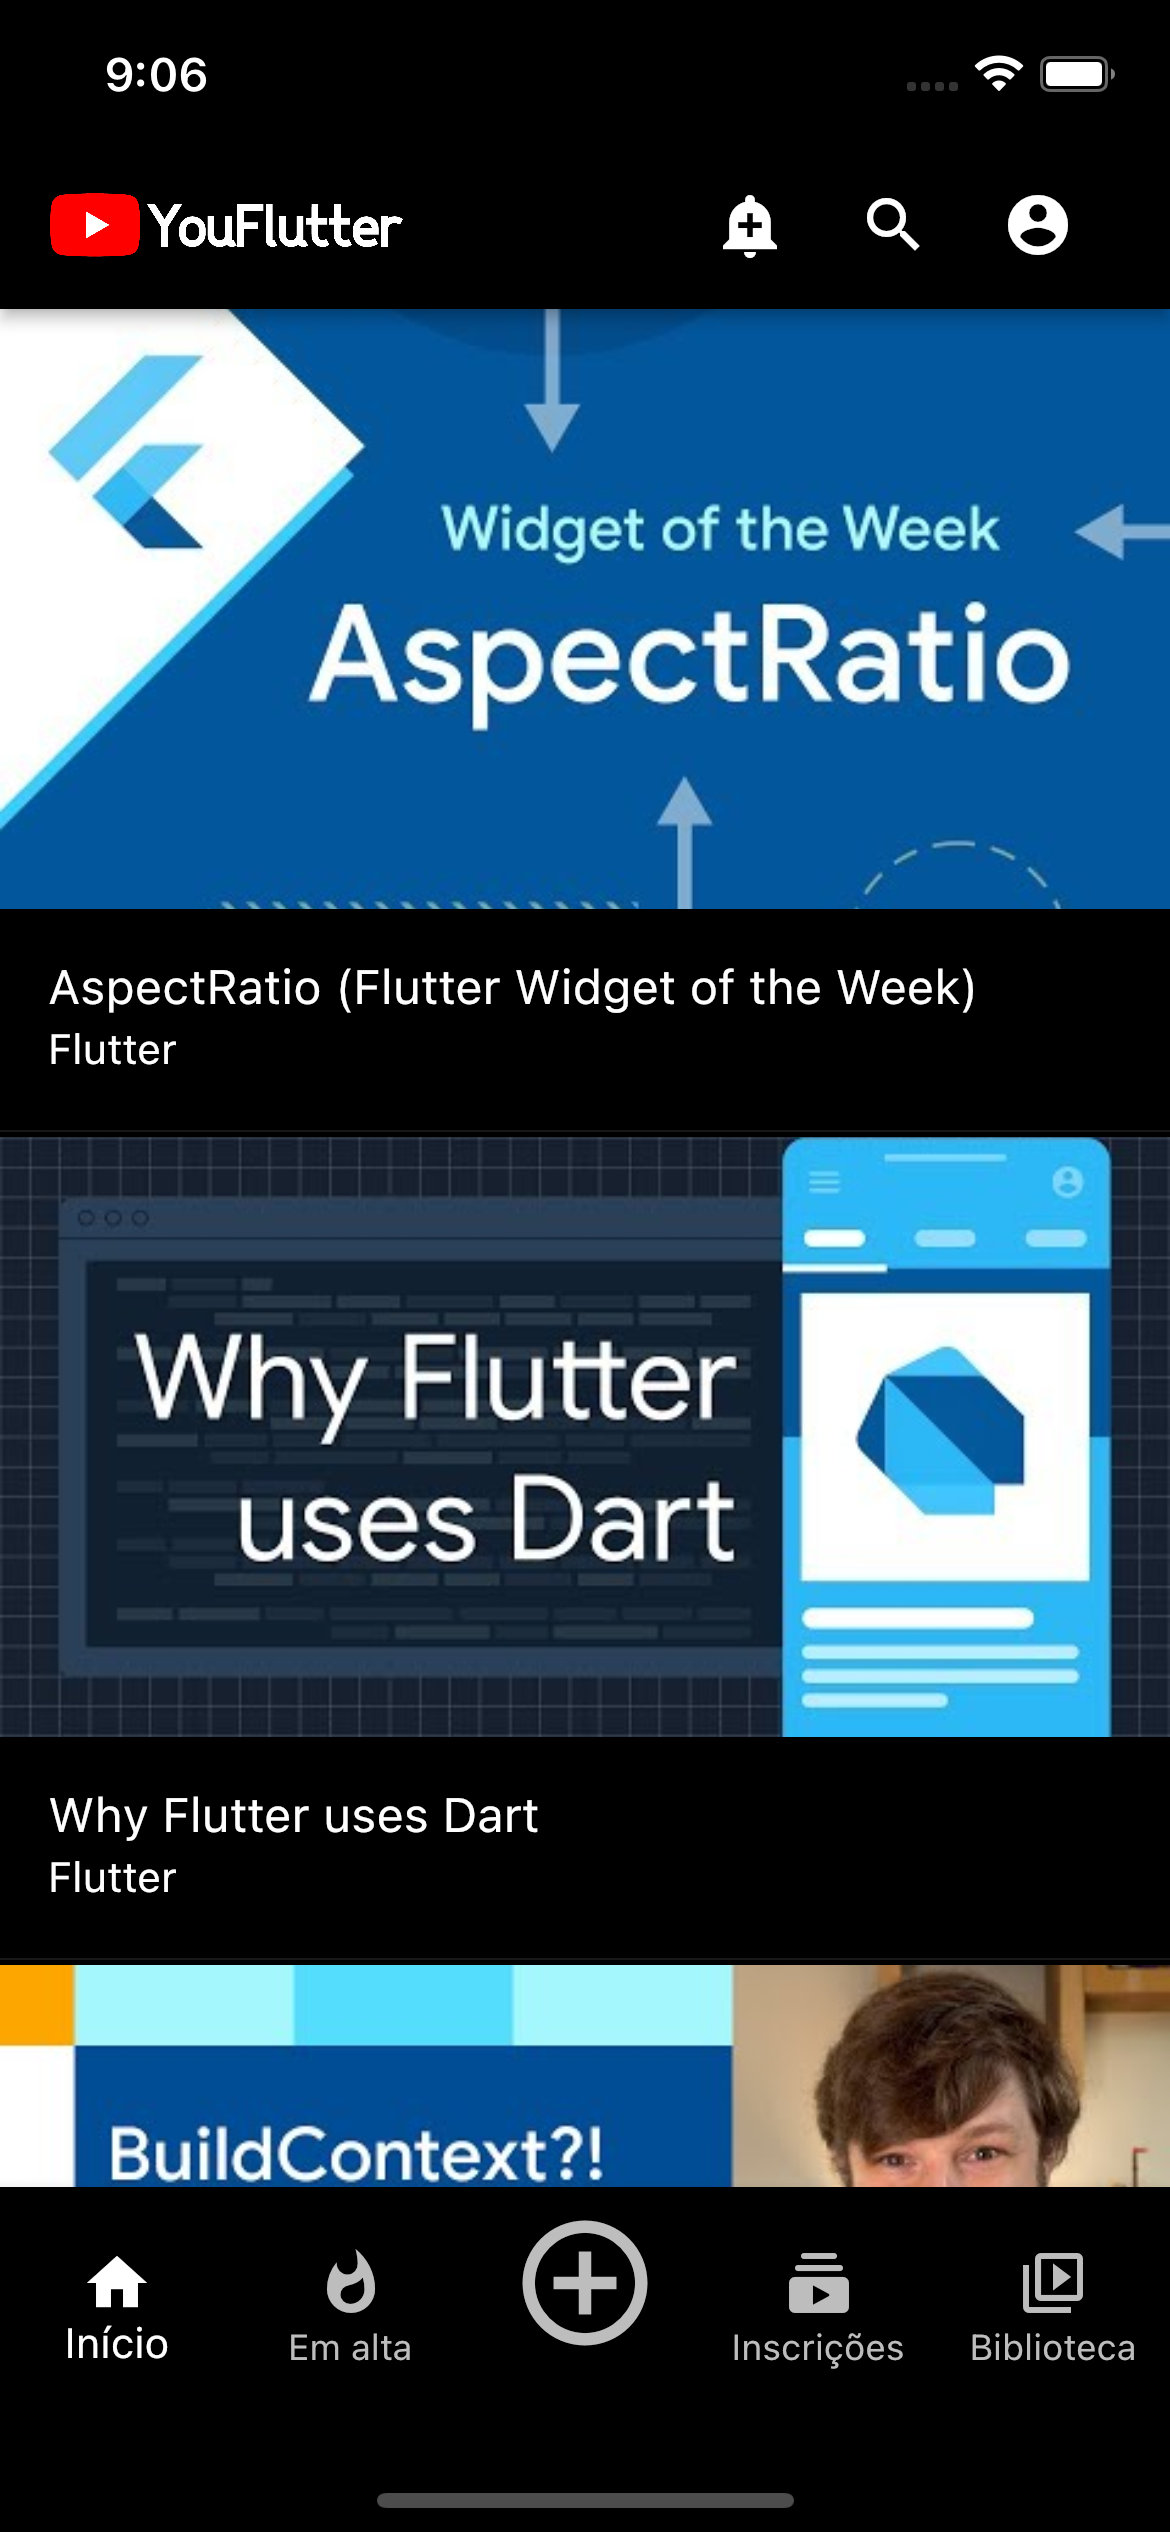 9:06
YouFlutter
Widget of the Week
AspectRatio
AspectRatio (Flutter Widget of the Week)
Flutter
Why Flutter
uses Dart
Why Flutter uses Dart
Flutter
BuildContext?!
Início
Em alta
Inscrições
Biblioteca